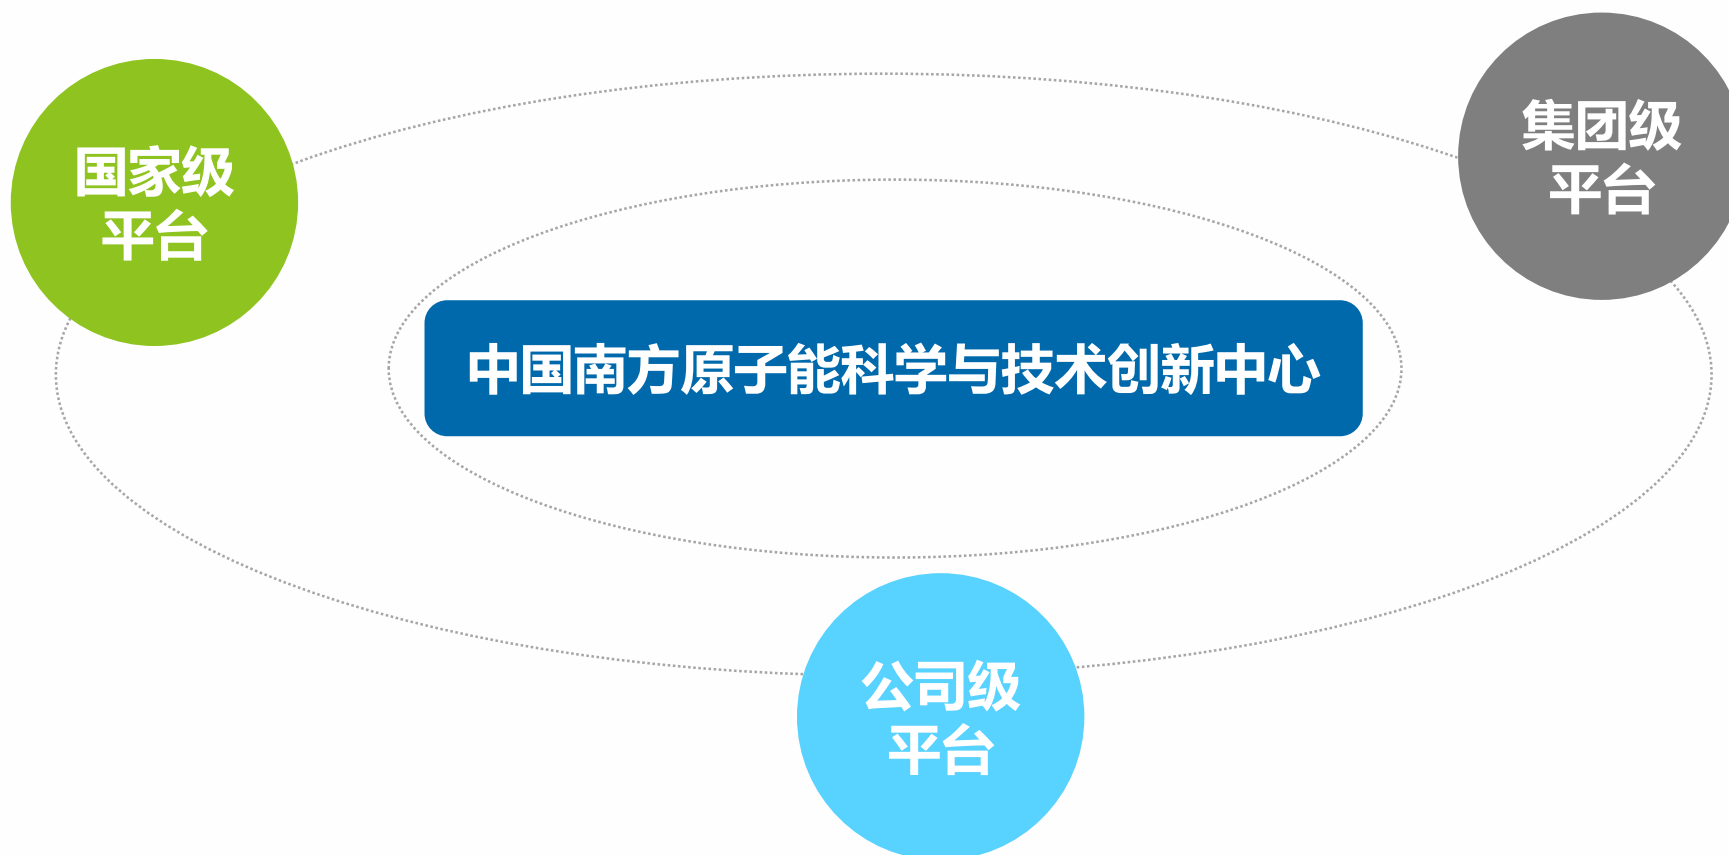 国家级
平台
集团级
平台
中国南方原子能科学与技术创新中心
公司级
平台